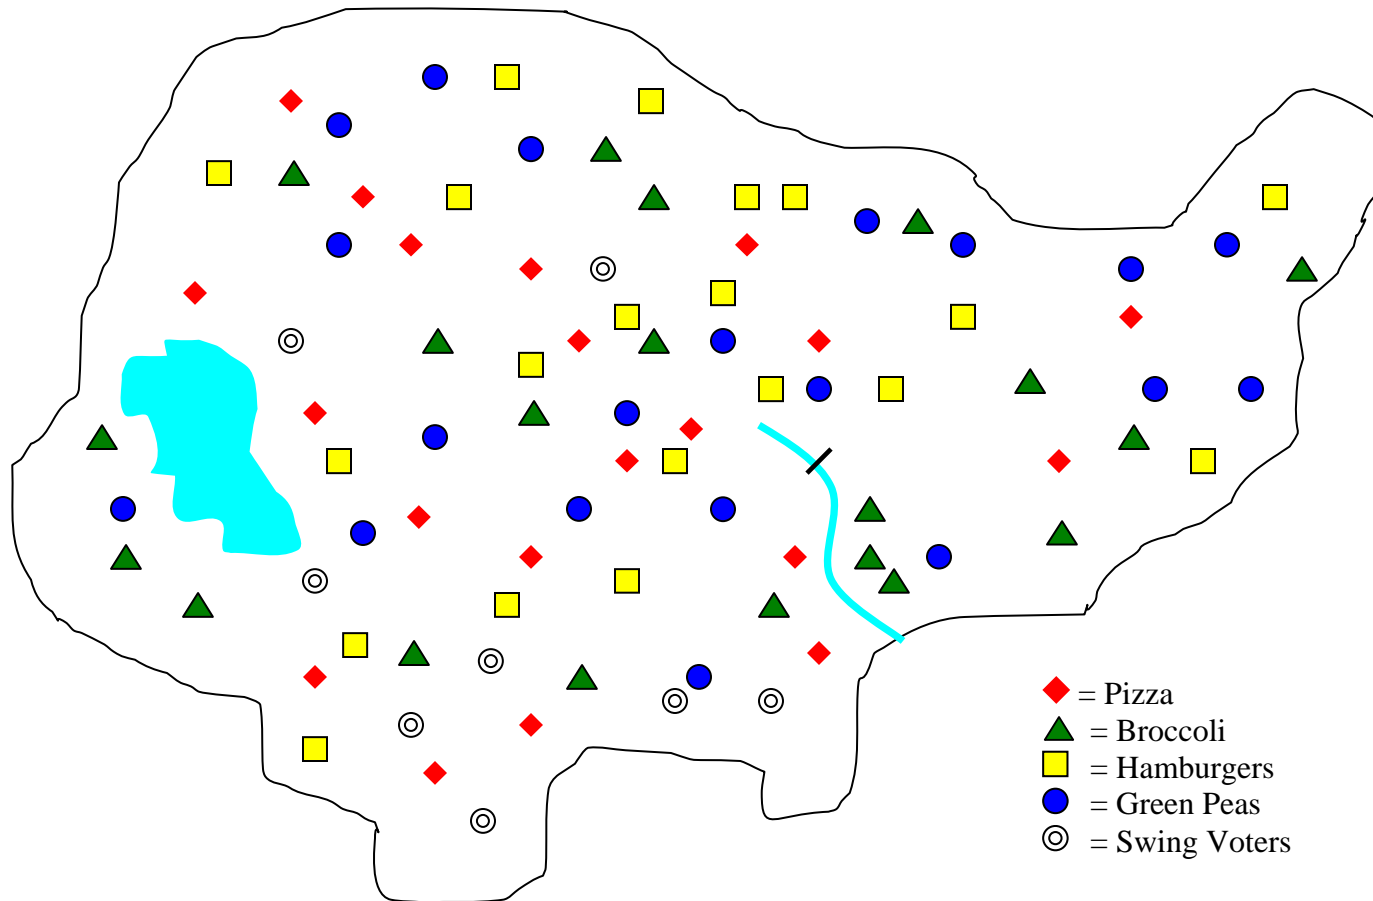 = Pizza
= Broccoli
= Hamburgers
= Green Peas
= Swing Voters